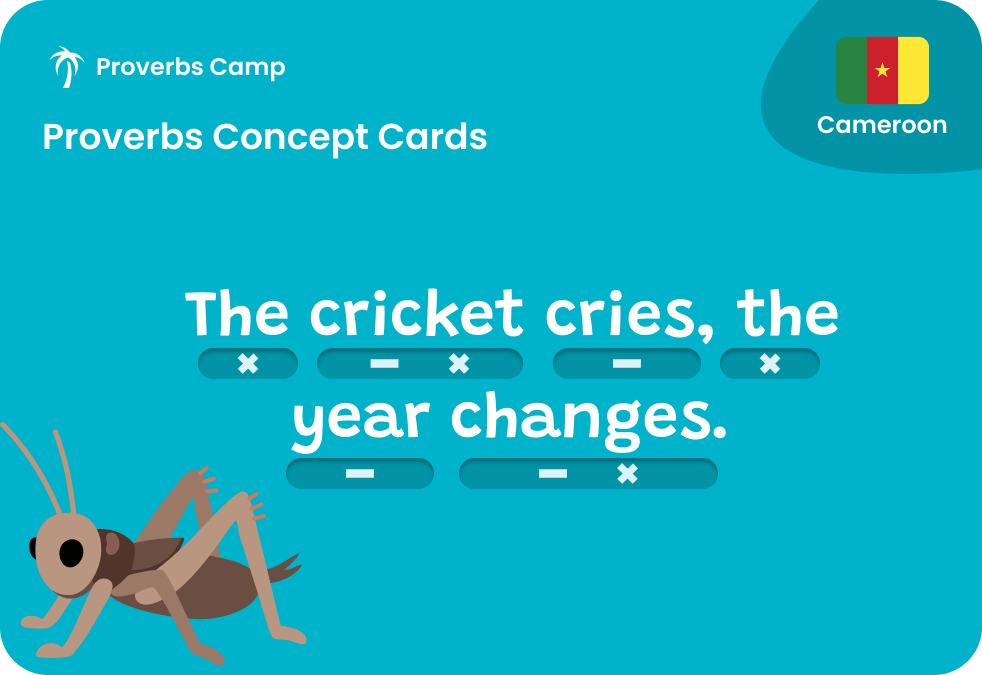 Proverbs Camp
Proverbs Concept Cards
Cameroon
The cricket cries, the
year changes.